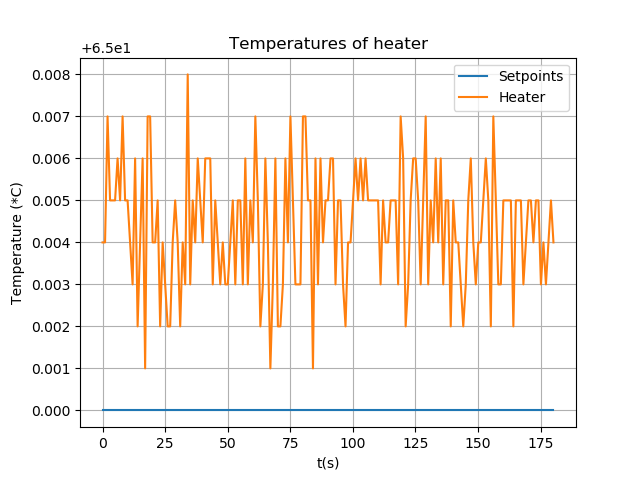 Temperatures of heater
+6.5e1
Setpoints
Heater
Temperature (*C)
0.008
0.007
0.006
0.005
0.004
0.003
0.002
0.001
0.000
0 25 50 75 100 125 150 175
t(s)